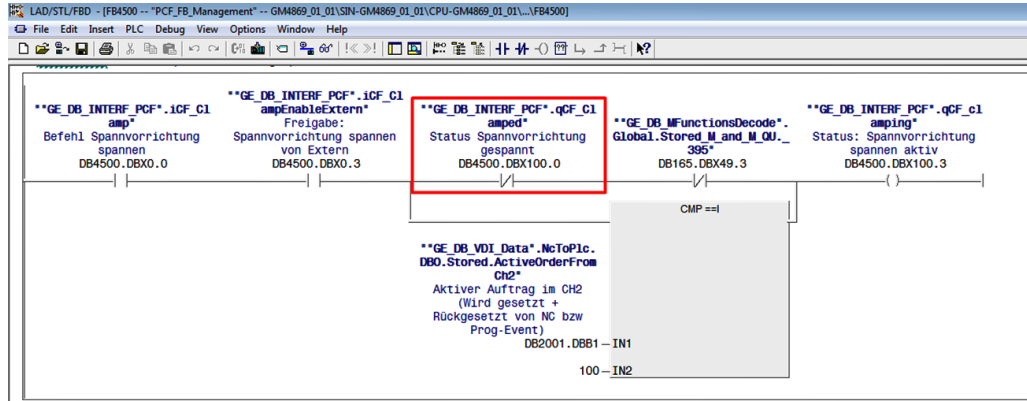 LAD/STL/FBD - [FB4500 -- "PCF_FB_Management" -- GM4869_01_01\SIN-GM4869_01_01\CPU-GM4869_01_01\...\FB4500]
File Edit Insert PLC Debug View Options Window Help
""GE_DB_INTERF_PCF".iCF_Cl
amp"
Befehl Spannvorrichtung
spannen
DB4500.DBX0.0
"GE_DB_INTERF_PCF".iCF_Cl
ampEnableExtern"
Freigabe:
Spannvorrichtung spannen
von Extern
DB4500.DBX0.3
"GE_DB_INTERF_PCF".qCF_Cl
amped"
Status Spannvorrichtung
gespannt
DB4500.DBX100.0
"GE_DB_MFunctionsDecode".
Global.Stored_M_and_M_QU._
395"
DB165.DBX49.3
"GE_DB_INTERF_PCF".qCF_cl
amping"
Status: Spannvorrichtung
spannen aktiv
DB4500.DBX100.3
CMP ==I
"GE_DB_VDI_Data".NcToPlc.
DBO.Stored.ActiveOrderFrom
Ch2"
Aktiver Auftrag im CH2
(Wird gesetzt +
Rückgesetzt von NC bzw
Prog-Event)
DB2001.DBB1
IN1
100
IN2